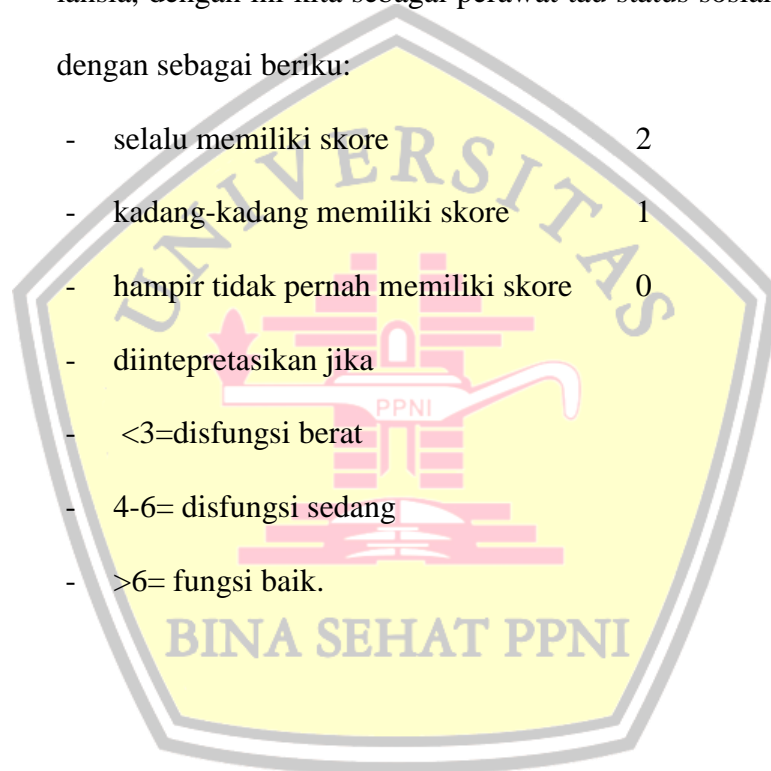 lansia, dengan ini kita sebagai perawat tau status sosial
dengan sebagai beriku:
- selalu memiliki skore 2
- kadang-kadang memiliki skore 1
- hampir tidak pernah memiliki skore 0
- diintepretasikan jika
- <3=disfungsi berat
- 4-6= disfungsi sedang
- >6= fungsi baik.
UNIVERSITAS
PPNI
BINA SEHAT PPNI